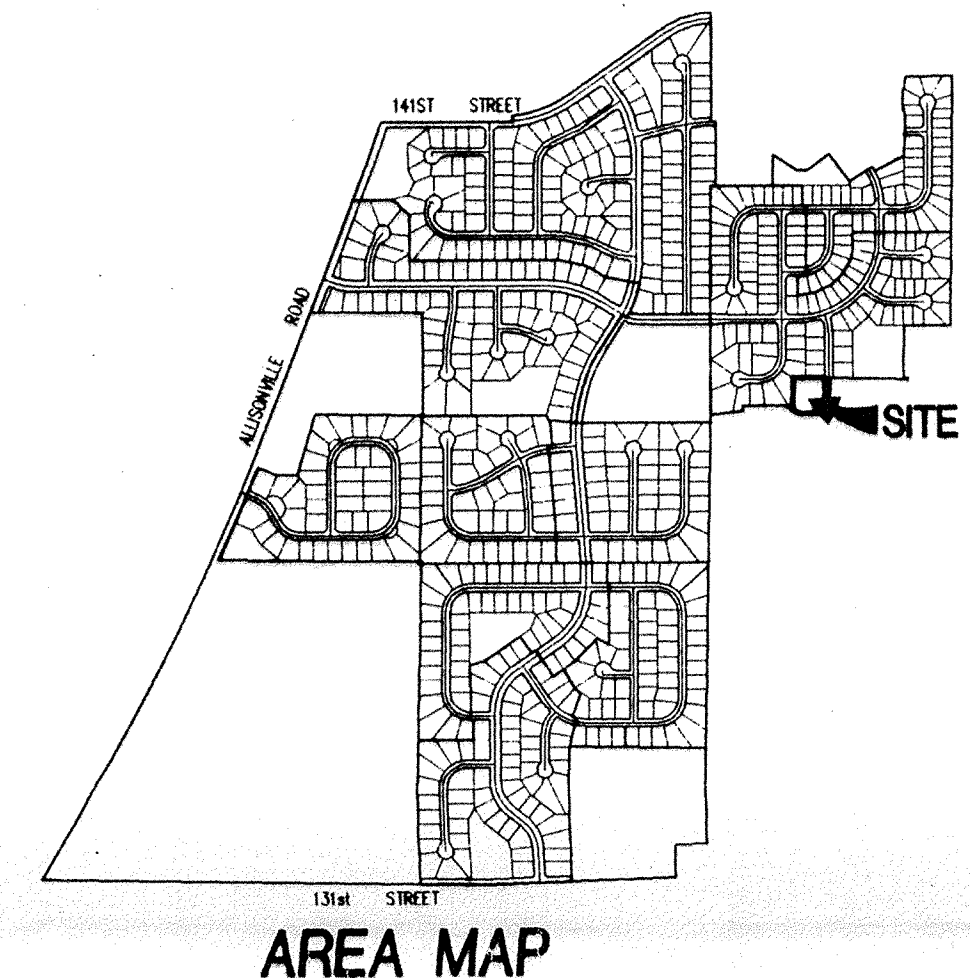 141ST STREET
ROAD
ALLISONVILLE
SITE
131st STREET
AREA MAP